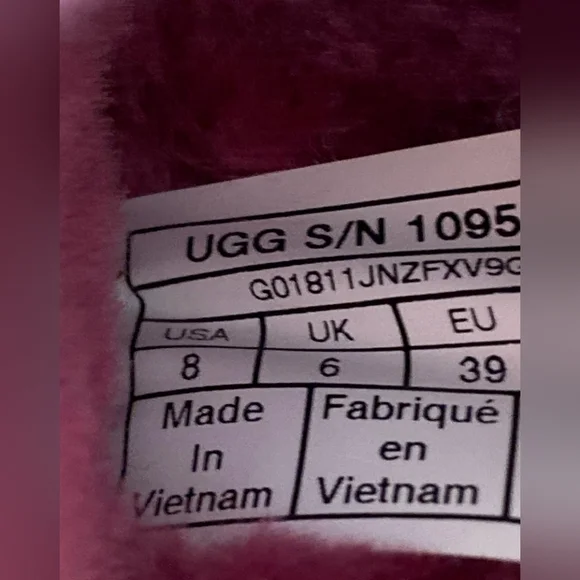 UGG S/N 1095
G01811JNZFXV9G
USA UK EU
8 6 39
Made Fabriqué
In en
Vietnam Vietnam